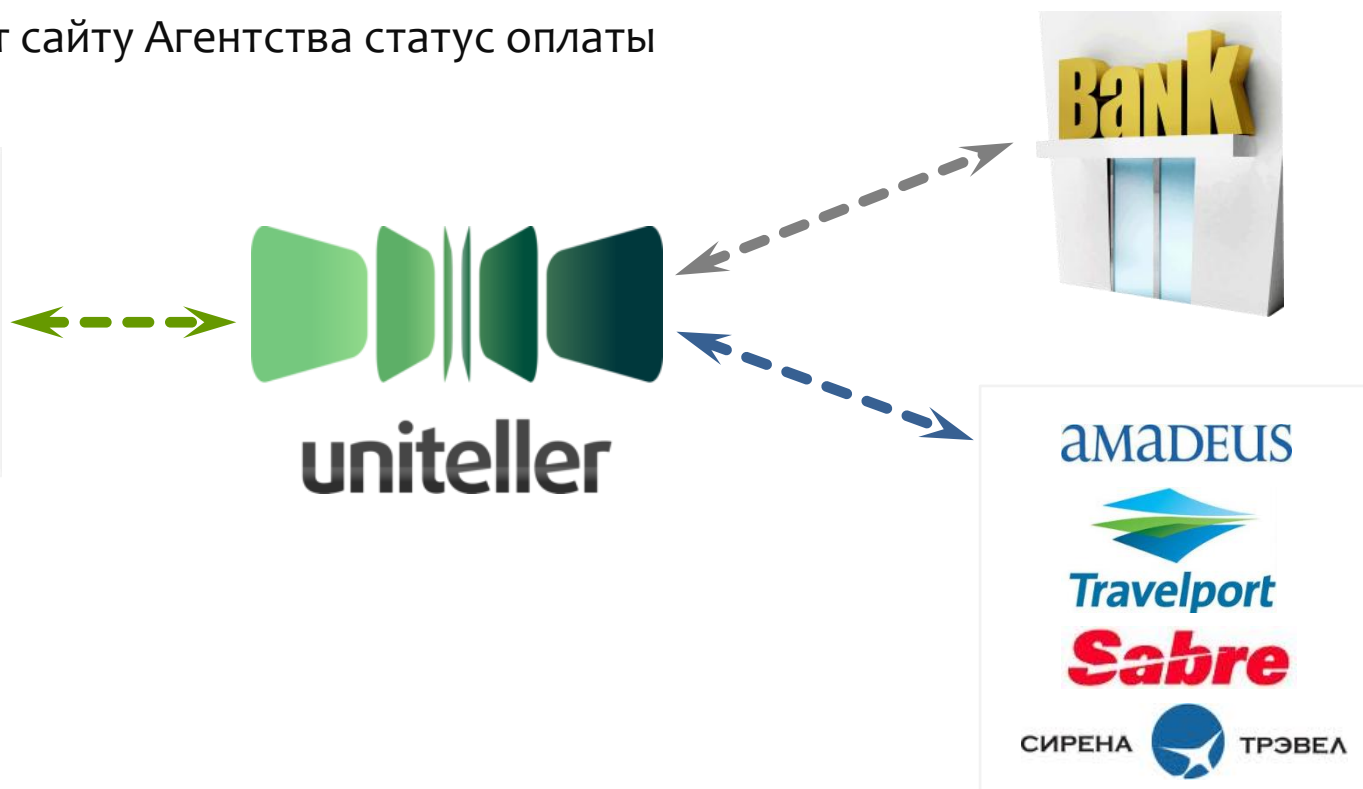 т сайту Агентства статус оплаты
Bank
uniteller
amadeus
Travelport
Sabre
СИРЕНА ТРЭВЕЛ